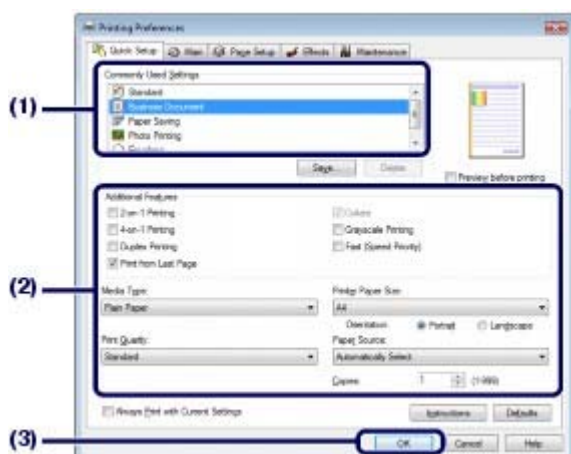 Printing Preferences
Quick Setup Main Page Setup Effects Maintenance
Commonly Used Settings
(1)
Standard
Business Document
Paper Saving
Photo Printing
Save... Delete
Preview before printing
Additional Features
2-on-1 Printing
4-on-1 Printing Grayscale Printing
Duplex Printing Fast (Speed Priority)
Print from Last Page
(2)
Media Type: Printer Paper Size:
Plain Paper A4
Orientation: Portrait Landscape
Print Quality: Paper Source:
Standard Automatically Select
Copies: 1 (1-999)
Always Print with Current Settings Instructions Defaults
(3)
OK Cancel Help